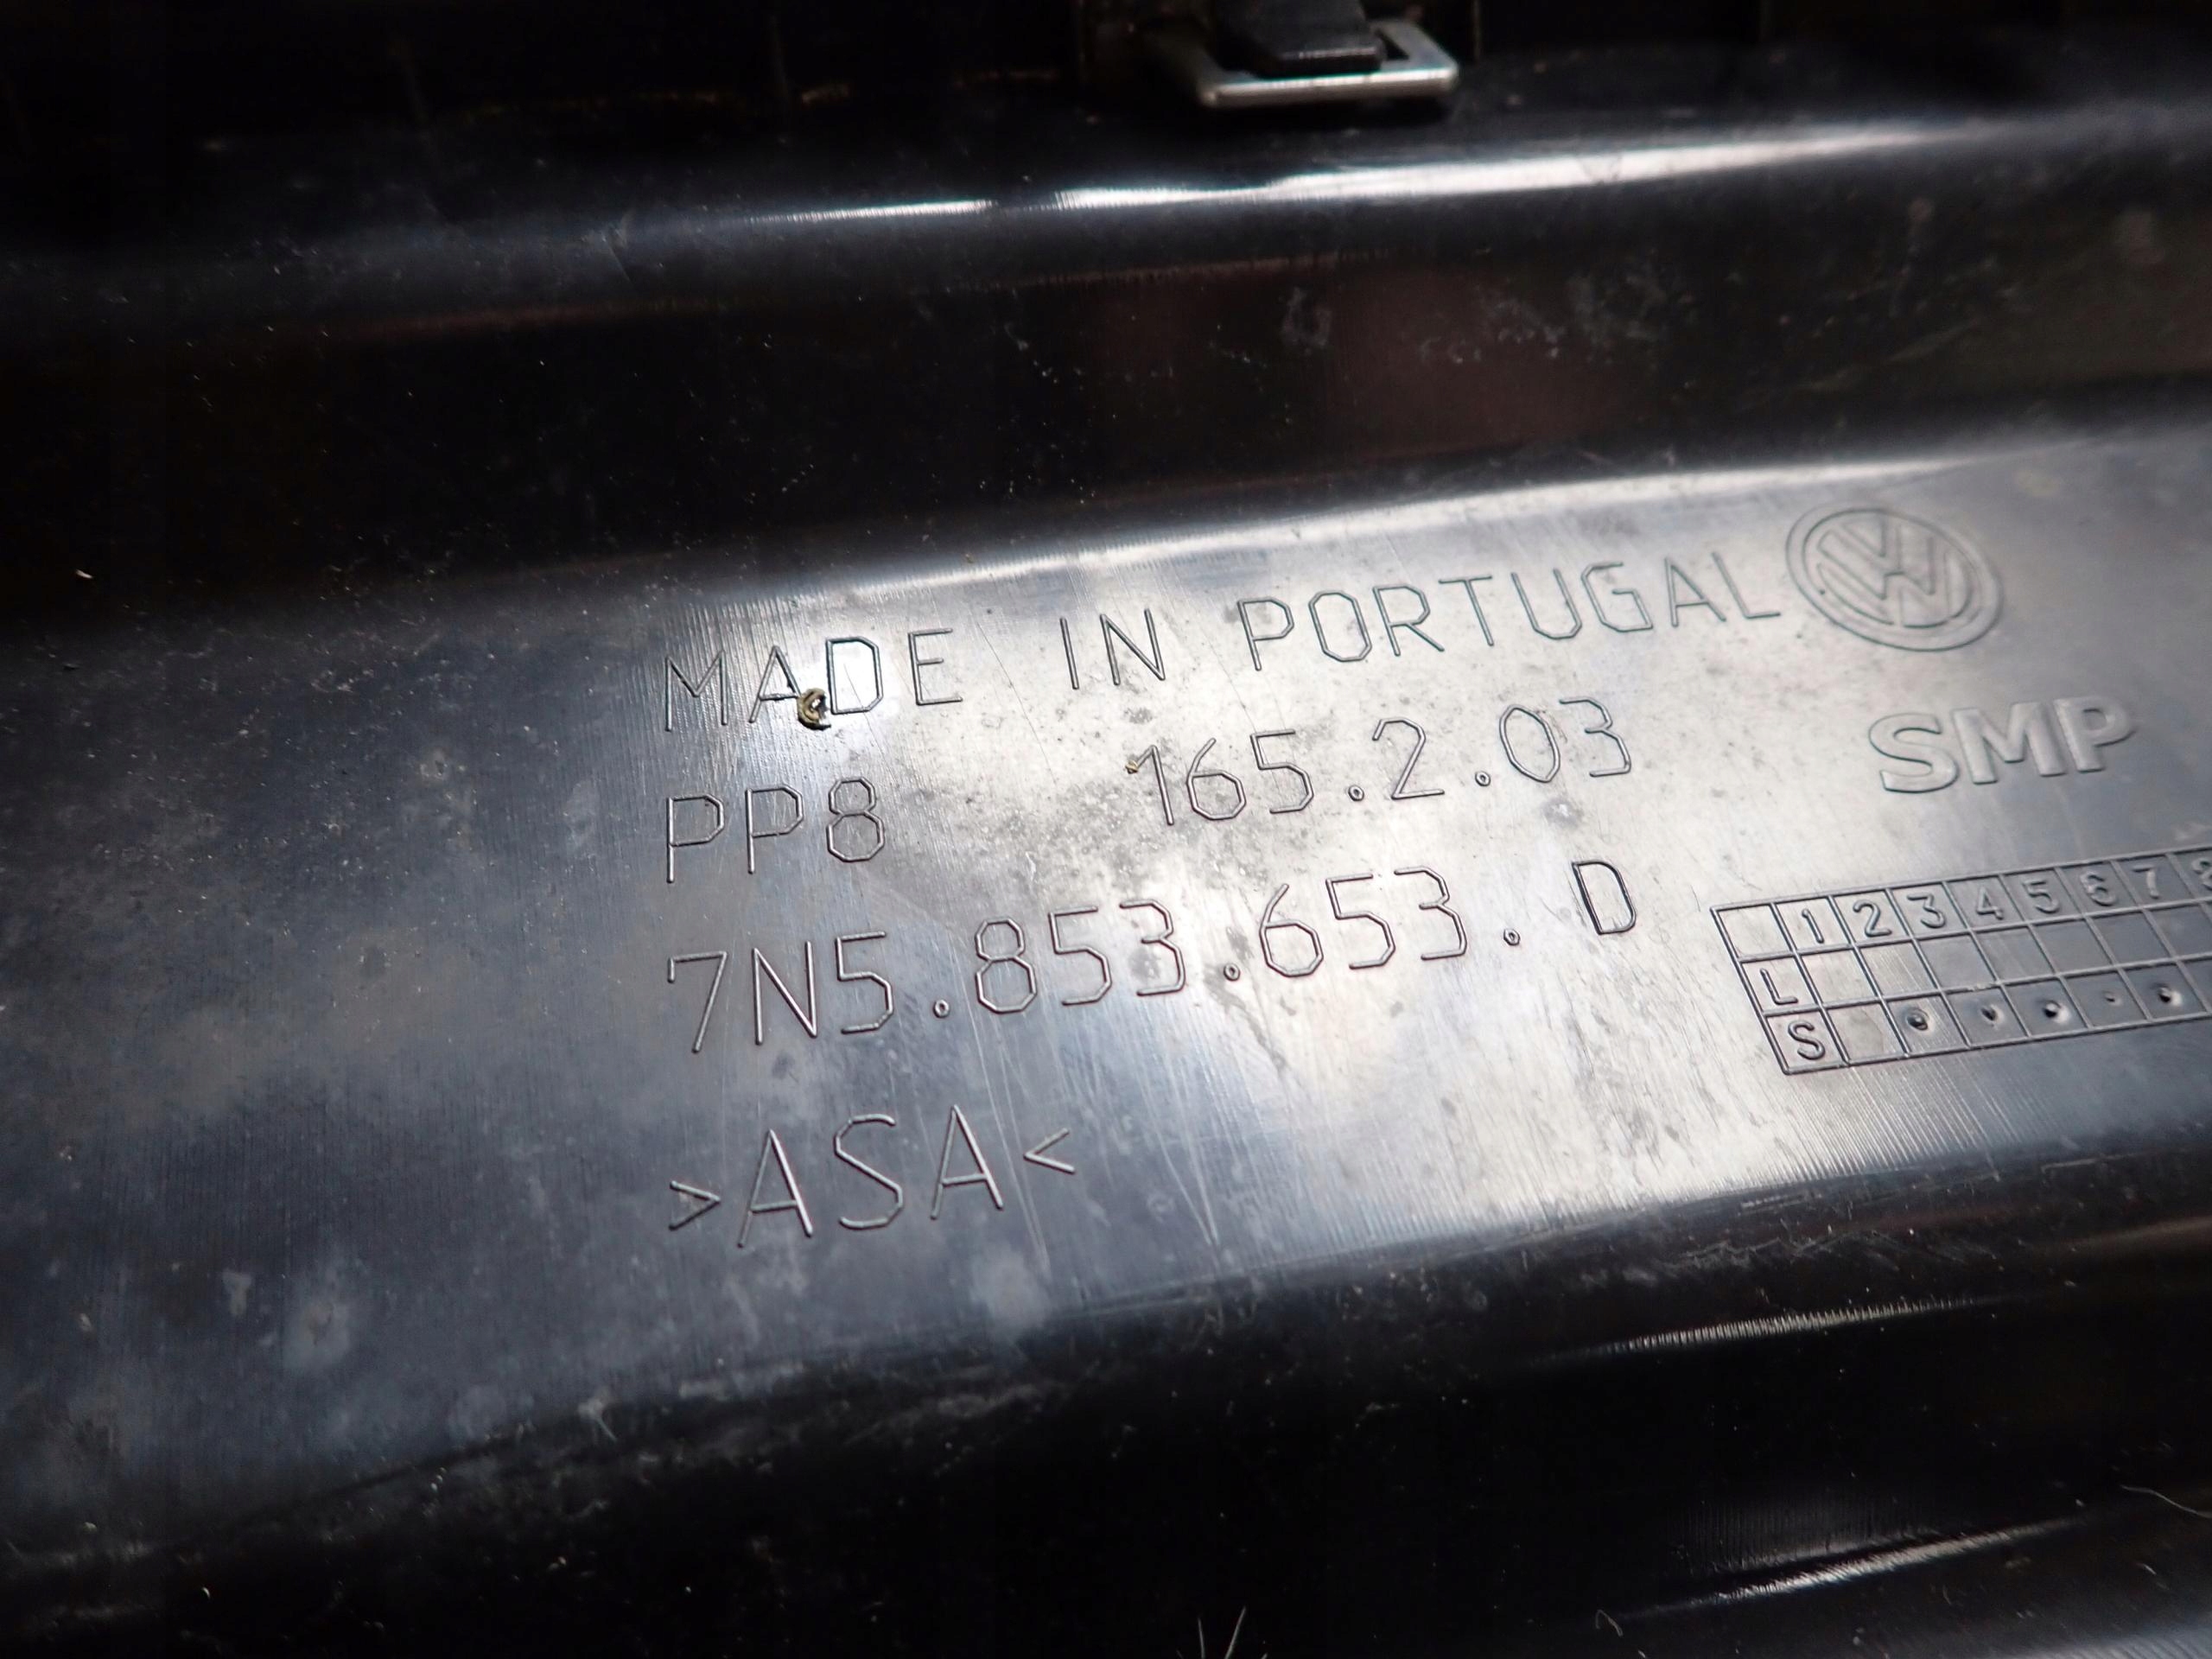 MADE IN PORTUGAL
PP8 165.2.03
SMP
7N5.853.653. D
1 2 3 4 5 6 7
L
S
>ASA<